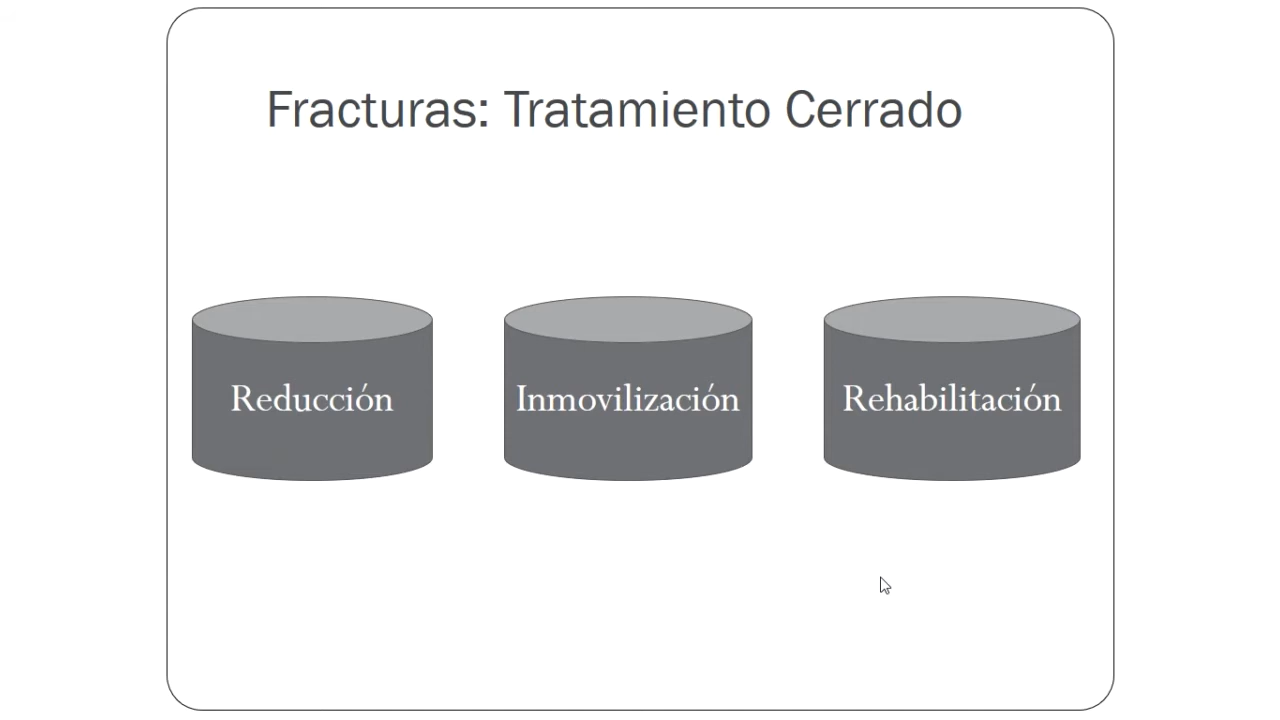 Fracturas: Tratamiento Cerrado
Reducción
Inmovilización
Rehabilitación